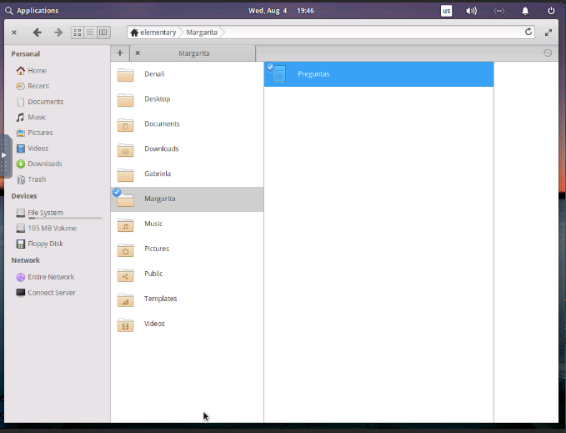 Applications
Wed, Aug 4 19:46
us
elementary
Margarita
Personal
Home
Recent
Documents
Music
Pictures
Videos
Downloads
Trash
Devices
File System
105 MB Volume
Floppy Disk
Network
Entire Network
Connect Server
Margarita
Denali
Desktop
Documents
Downloads
Gabriela
Margarita
Music
Pictures
Public
Templates
Videos
Preguntas